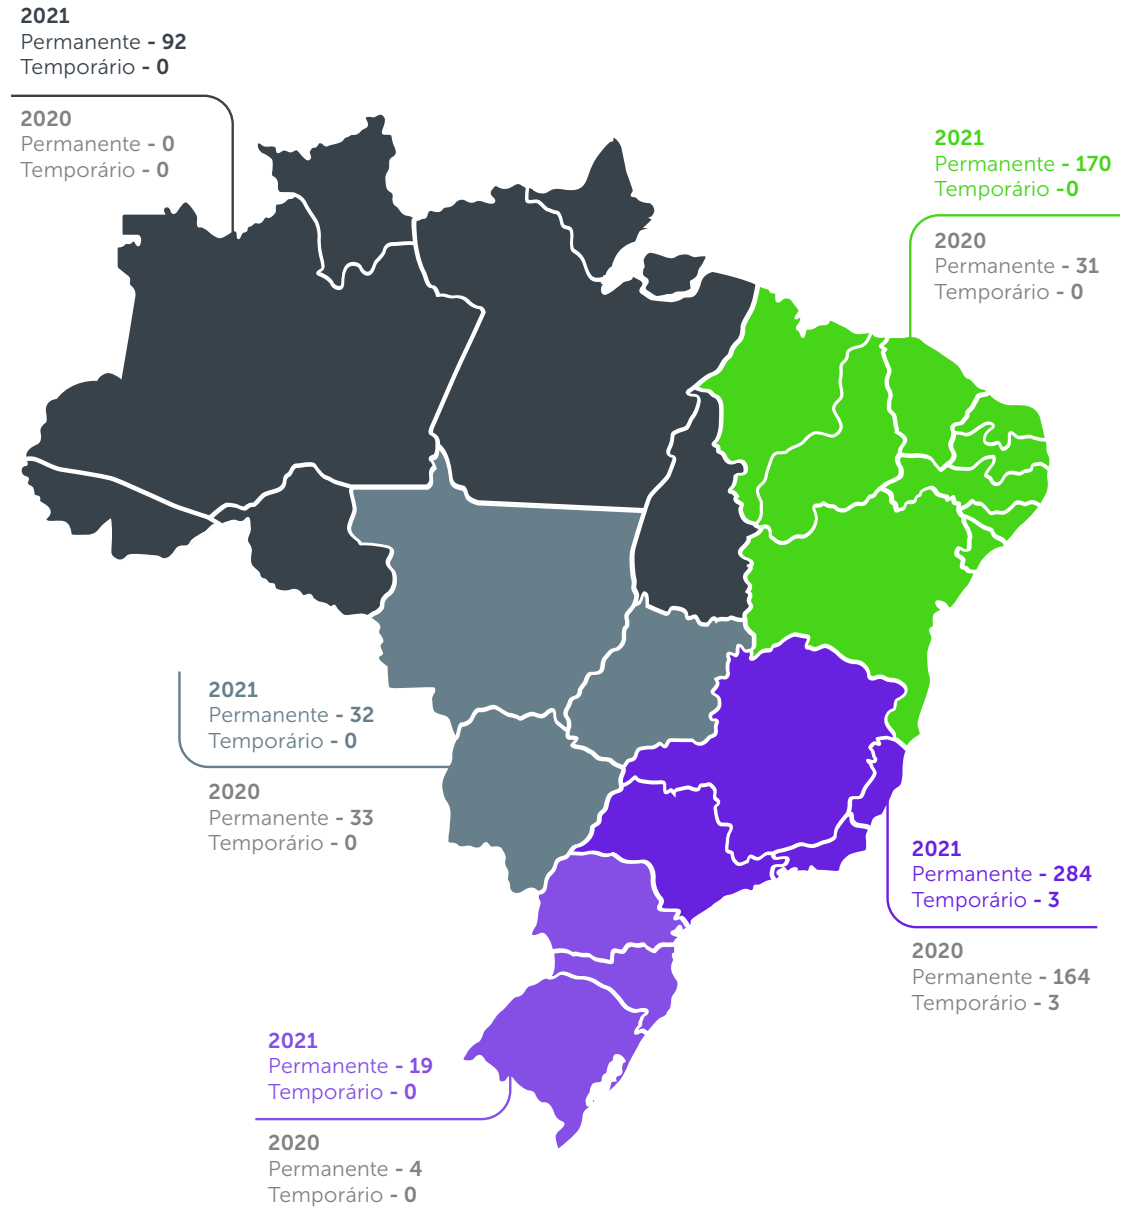 2021
Permanente - 92
Temporário - 0
2020
Permanente - 0
Temporário - 0
2021
Permanente - 170
Temporário -0
2020
Permanente - 31
Temporário - 0
2021
Permanente - 32
Temporário - 0
2020
Permanente - 33
Temporário - 0
2021
Permanente - 284
Temporário - 3
2020
Permanente - 164
Temporário - 3
2021
Permanente - 19
Temporário - 0
2020
Permanente - 4
Temporário - 0